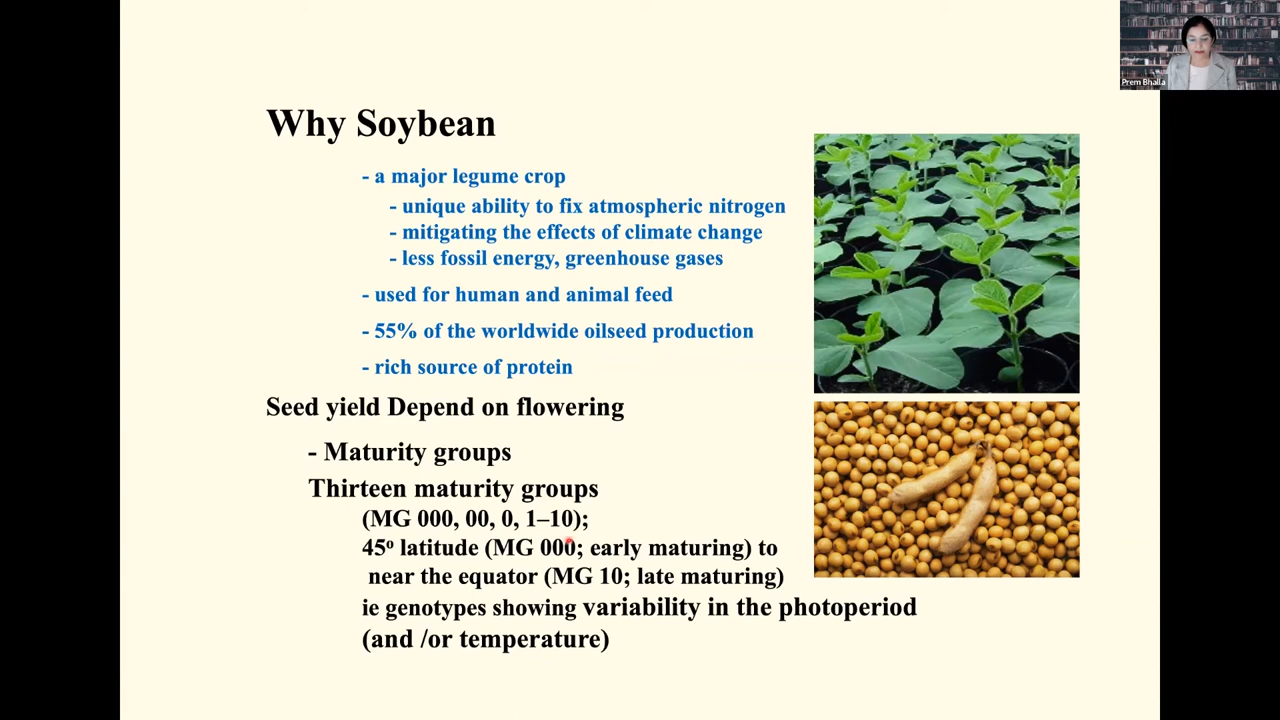 Prem Bhalla
Why Soybean
- a major legume crop
- unique ability to fix atmospheric nitrogen
- mitigating the effects of climate change
- less fossil energy, greenhouse gases
- used for human and animal feed
- 55% of the worldwide oilseed production
- rich source of protein
Seed yield Depend on flowering
- Maturity groups
Thirteen maturity groups
(MG 000, 00, 0, 1–10);
45º latitude (MG 000; early maturing) to
near the equator (MG 10; late maturing)
ie genotypes showing variability in the photoperiod
(and /or temperature)